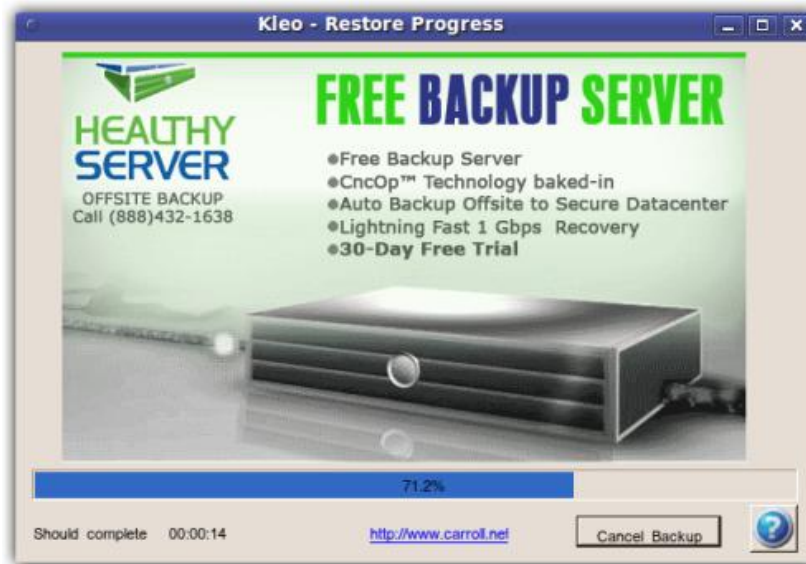 Kleo - Restore Progress
HEALTHY
SERVER
OFFSITE BACKUP
Call (888)432-1638
FREE BACKUP SERVER
●Free Backup Server
●CncOp™ Technology baked-in
●Auto Backup Offsite to Secure Datacenter
●Lightning Fast 1 Gbps Recovery
●30-Day Free Trial
71.2%
Should complete 00:00:14
http://www.carroll.net
Cancel Backup
?